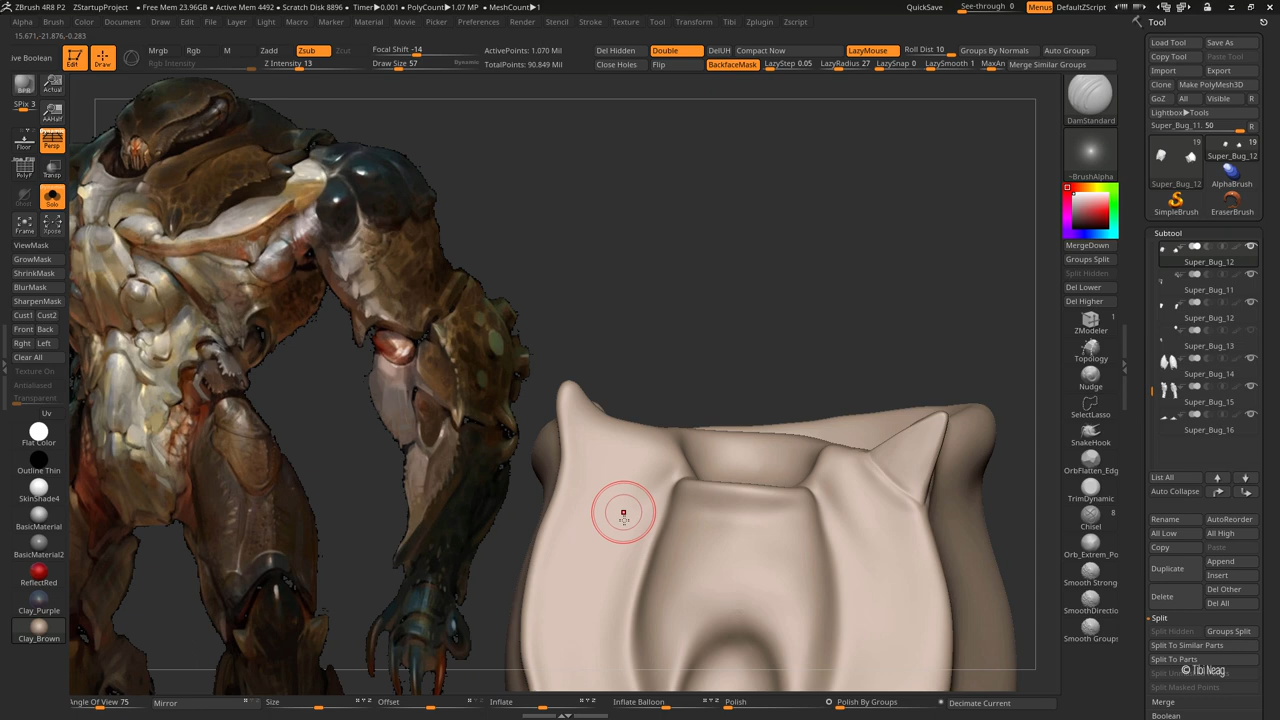 ZBrush 4R8 P2 ZStartupProject • Free Mem 23.96GB • Active Mem 4896 • Scratch Disk 8896 • Timer▶0.001 • PolyCount▶1.07 MP • MeshCount▶1 QuickSave See-through 0 Menus DefaultZScript
Alpha Brush Color Document Draw Edit File Layer Light Macro Marker Material Movie Picker Preferences Render Stencil Stroke Texture Tool Transform Tibi Zplugin Zscript Tool
15.671,-21.876,-0.283
Live Boolean Edit Draw Mrgb Rgb M Zadd Zsub Zcut Focal Shift -14 ActivePoints: 1.070 mil Del Hidden Double DelUH Compact Now LazyMouse Roll Dist 10 Groups By Normals Auto Groups
Rgb Intensity Z Intensity 13 Draw Size 57 Dynamic TotalPoints: 90.849 Mil Close Holes Flip BackfaceMask LazyStep 0.05 LazyRadius 27 LazySnap 0 LazySmooth 1 MaxAn Merge Similar Groups
Load Tool Save As
Copy Tool Paste Tool
Import Export
Clone Make PolyMesh3D
GoZ All Visible R
Lightbox▶Tools
Super_Bug_11. 50 R
19 19
Super_Bug_12
Super_Bug_12 AlphaBrush
SimpleBrush EraserBrush
Subtool
Super_Bug_12
Super_Bug_11
Super_Bug_12
Super_Bug_13
Super_Bug_14
Super_Bug_15
Super_Bug_16
List All
Auto Collapse
Rename AutoReorder
All Low All High
Copy Paste
Duplicate Append
Insert
Delete Del Other
Del All
Split
Split Hidden Groups Split
Split To Similar Parts
Split To Parts
Split Masked Points
Merge
Boolean
© Tibi Neag
BPR Actual
SPix 3
AAHalf
Floor Dynamic Persp
Line Fill
PolyF Transp
Ghost Solo
Frame Xpose
ViewMask
GrowMask
ShrinkMask
BlurMask
SharpenMask
Cust1 Cust2
Front Back
Rght Left
Clear All
Texture On
Antialiased
Transparent
Uv
Flat Color
Outline Thin
SkinShade4
BasicMaterial
BasicMaterial2
ReflectRed
Clay_Purple
Clay_Brown
DamStandard
~BrushAlpha
MergeDown
Groups Split
Split Hidden
Del Lower
Del Higher
1
ZModeler
Topology
Nudge
SelectLasso
SnakeHook
OrbFlatten_Edg
TrimDynamic
8
Chisel
Orb_Extrem_Po
Smooth Strong
SmoothDirectio
Smooth Groups
Angle Of View 75 Mirror Size Offset Inflate Inflate Balloon Polish Polish By Groups Decimate Current